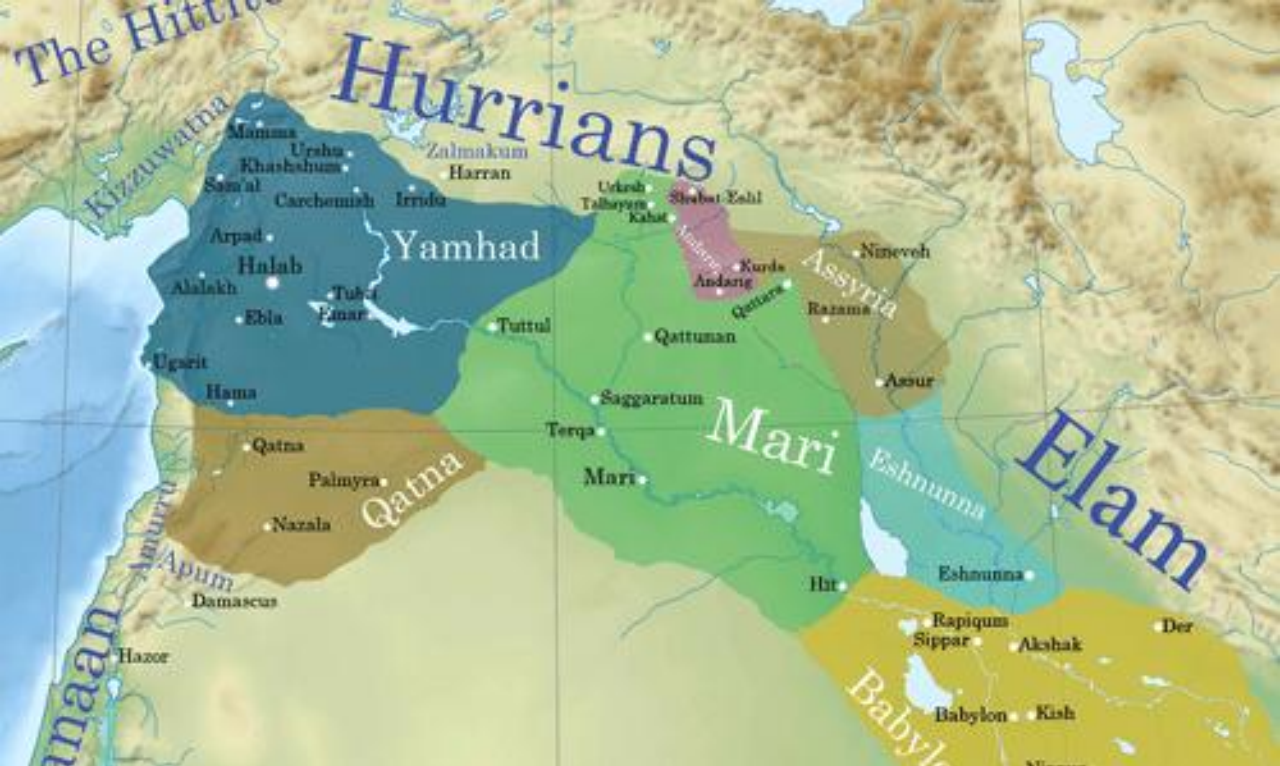 The Hittite
Hurrians
Kizzuwatna
Mamma
Urshu
Khashshum
Zalmakum
Harran
Sam'al
Carchemish
Irridu
Urkesh
Talhayum
Kahat
Shubat-Enlil
Arpad
Yamhad
Halab
Alalakh
Tuba
Emar
Ebla
Tuttul
Kurda
Andarig
Qattara
Assyria
Nineveh
Razama
Qattunan
Assur
Ugarit
Hama
Saggaratum
Terqa
Mari
Mari
Qatna
Palmyra
Qatna
Nazala
Amurru
Apum
Damascus
Hazor
anaan
Eshnunna
Elam
Eshnunna
Hit
Rapiqum
Sippar
Akshak
Der
Babylon
Kish
Babyl